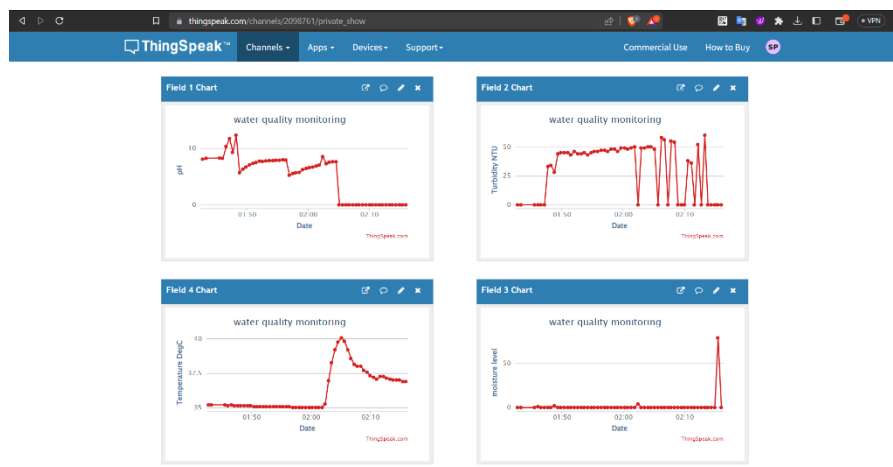 thingspeak.com/channels/2098761/private_show
VPN
ThingSpeak™ Channels Apps Devices Support Commercial Use How to Buy SP
Field 1 Chart
water quality monitoring
pH
10
0
01:50 02:00 02:10
Date
ThingSpeak.com
Field 2 Chart
water quality monitoring
Turbidity NTU
50
25
0
01:50 02:00 02:10
Date
ThingSpeak.com
Field 4 Chart
water quality monitoring
Temperature DegC
40
37.5
35
01:50 02:00 02:10
Date
ThingSpeak.com
Field 3 Chart
water quality monitoring
moisture level
50
0
01:50 02:00 02:10
Date
ThingSpeak.com